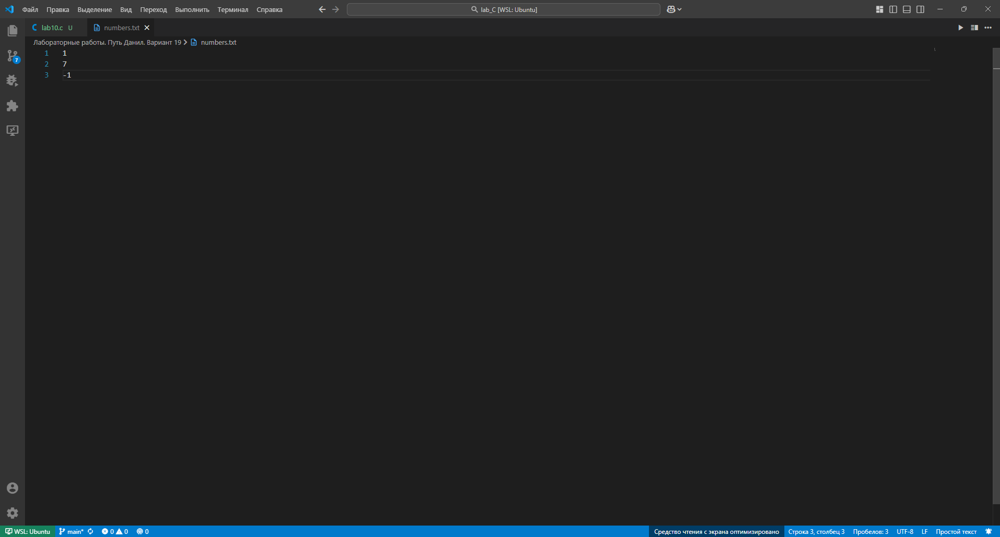 Файл Правка Выделение Вид Переход Выполнить Терминал Справка lab_C [WSL: Ubuntu]
lab10.c U numbers.txt
Лабораторные работы. Путь Данил. Вариант 19 numbers.txt
1 1
2 7
3 -1
7
WSL: Ubuntu main* 0 0 0 Средство чтения с экрана оптимизировано Строка 3, столбец 3 Пробелов: 3 UTF-8 LF Простой текст